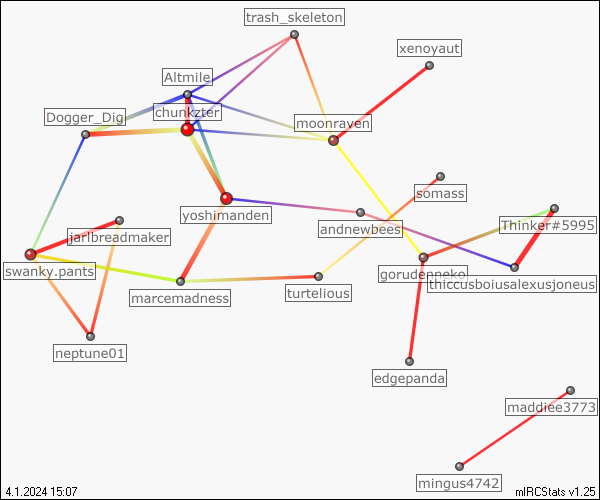 trash_skeleton
xenoyaut
Altmile
chunkzter
Dogger_Dig
moonraven
somass
yoshimanden
andnewbees
Thinker#5995
jarlbreadmaker
swanky.pants
gorudenneko
thiccusboiusalexusjoneus
marcemadness
turtelious
neptune01
edgepanda
maddiee3773
mingus4742
4.1.2024 15:07
mIRCStats v1.25